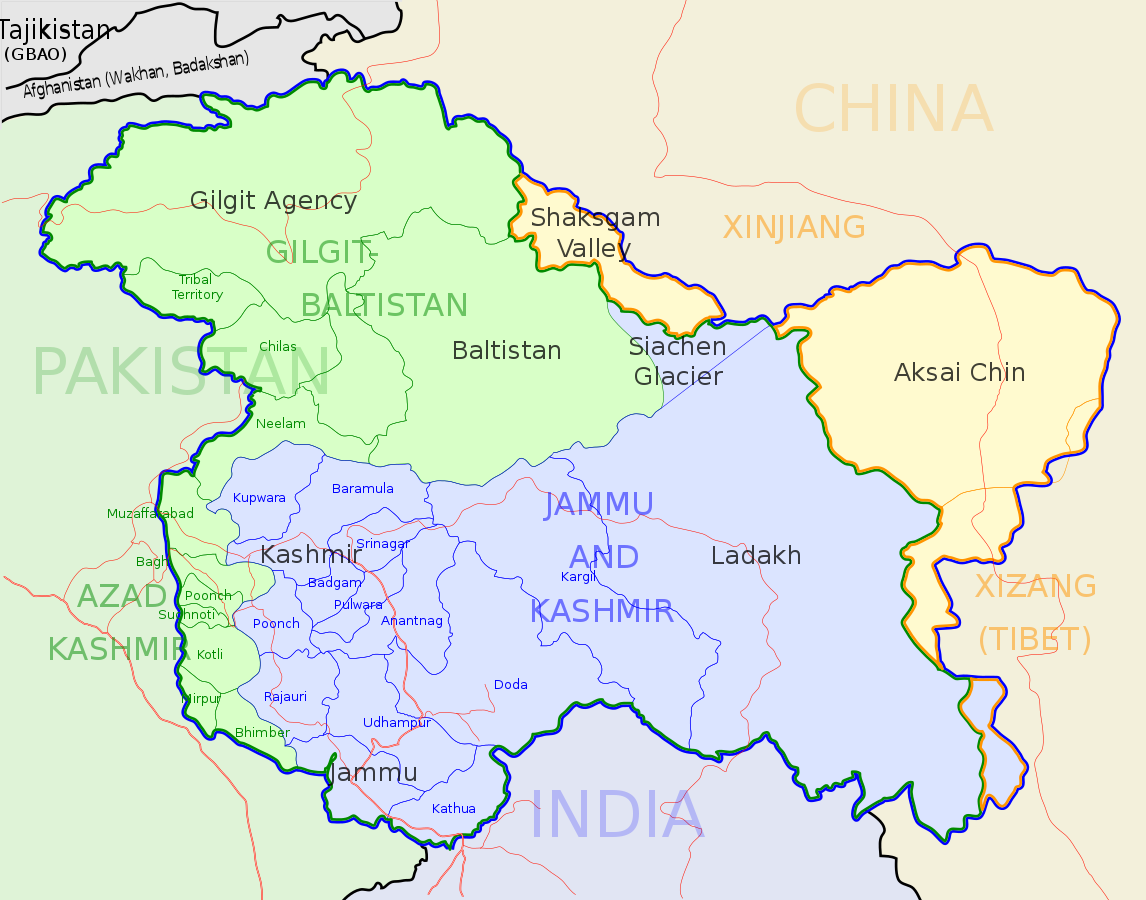 Tajikistan
(GBAO)
Afghanistan (Wakhan, Badakshan)
CHINA
Gilgit Agency
Shaksgam
Valley
XINJIANG
GILGIT-
BALTISTAN
Tribal
Territory
Chilas
Baltistan
Siachen
Glacier
Aksai Chin
PAKISTAN
Neelam
Kupwara
Baramula
JAMMU
AND
KASHMIR
Muzaffarabad
Srinagar
Kashmir
Ladakh
Bagh
Badgam
Kargil
XIZANG
(TIBET)
AZAD
KASHMIR
Poonch
Sudhnoti
Pulwara
Poonch
Anantnag
Kotli
Mirpur
Rajauri
Doda
Bhimber
Udhampur
Jammu
Kathua
INDIA